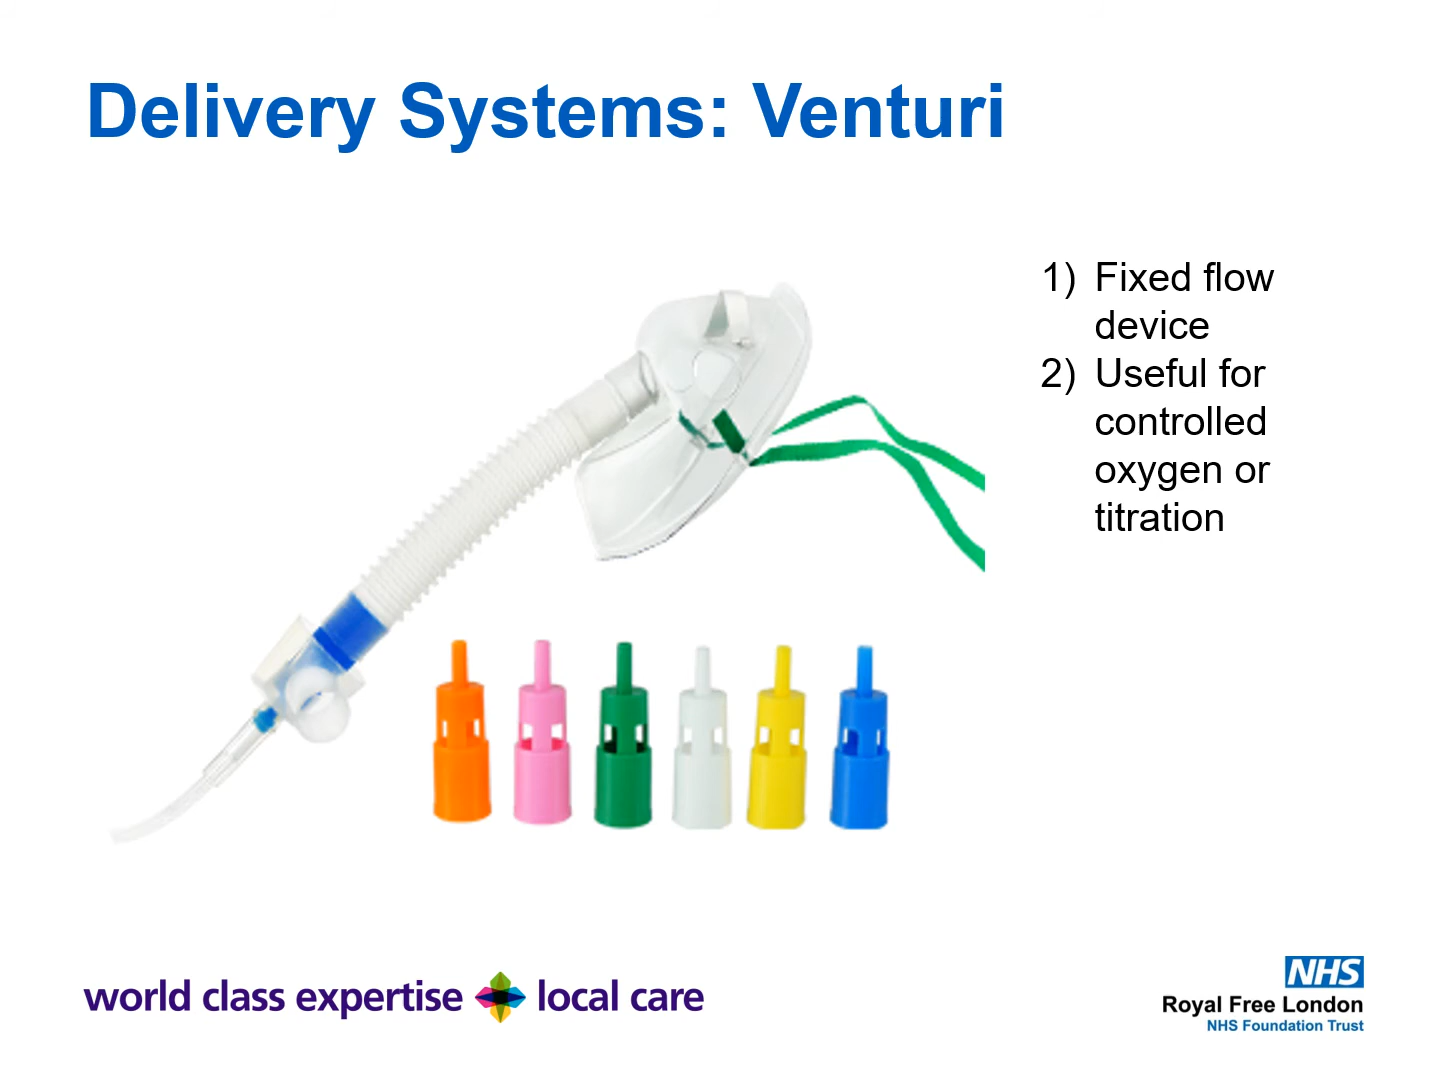 Delivery Systems: Venturi
1) Fixed flow
device
2) Useful for
controlled
oxygen or
titration
world class expertise local care
NHS
Royal Free London
NHS Foundation Trust